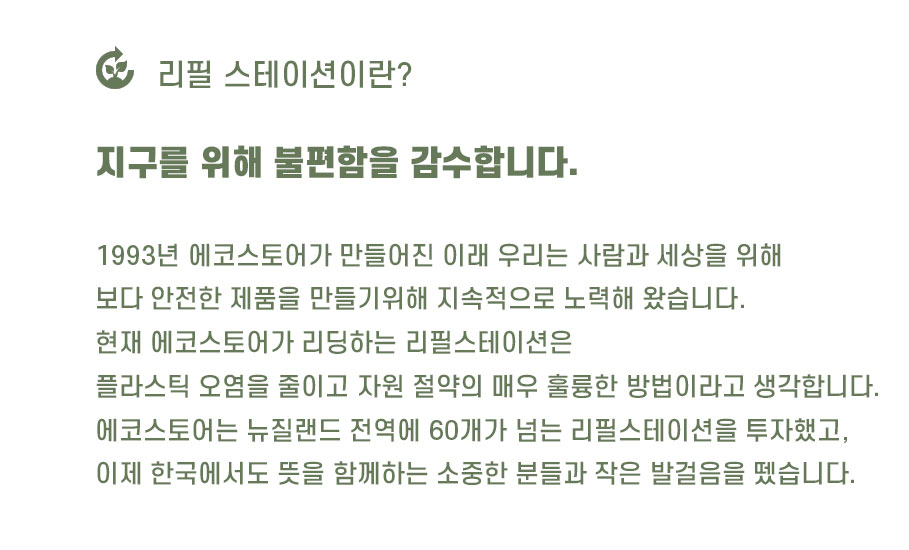 리필 스테이션이란?
지구를 위해 불편함을 감수합니다.
1993년 에코스토어가 만들어진 이래 우리는 사람과 세상을 위해
보다 안전한 제품을 만들기위해 지속적으로 노력해 왔습니다.
현재 에코스토어가 리딩하는 리필스테이션은
플라스틱 오염을 줄이고 자원 절약의 매우 훌륭한 방법이라고 생각합니다.
에코스토어는 뉴질랜드 전역에 60개가 넘는 리필스테이션을 투자했고,
이제 한국에서도 뜻을 함께하는 소중한 분들과 작은 발걸음을 뗐습니다.